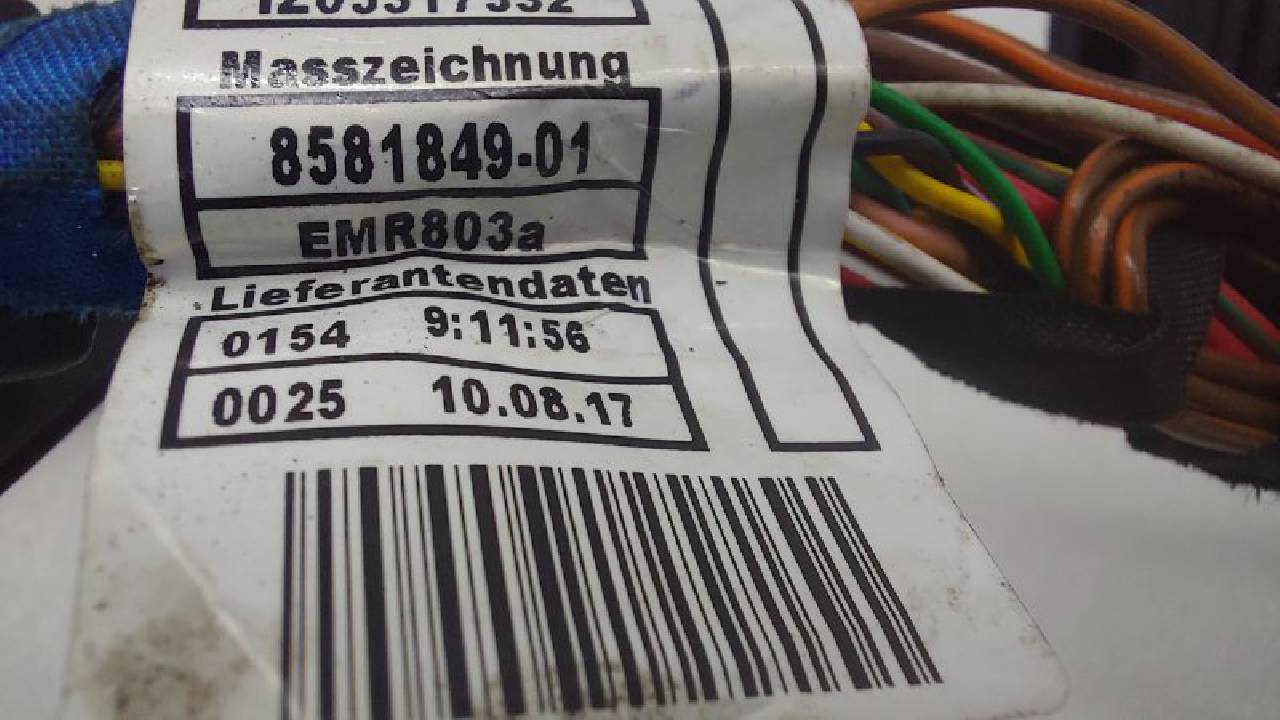 Masszeichnung
8581849-01
EMR803a
Lieferantendaten
0154 9:11:56
0025 10.08.17